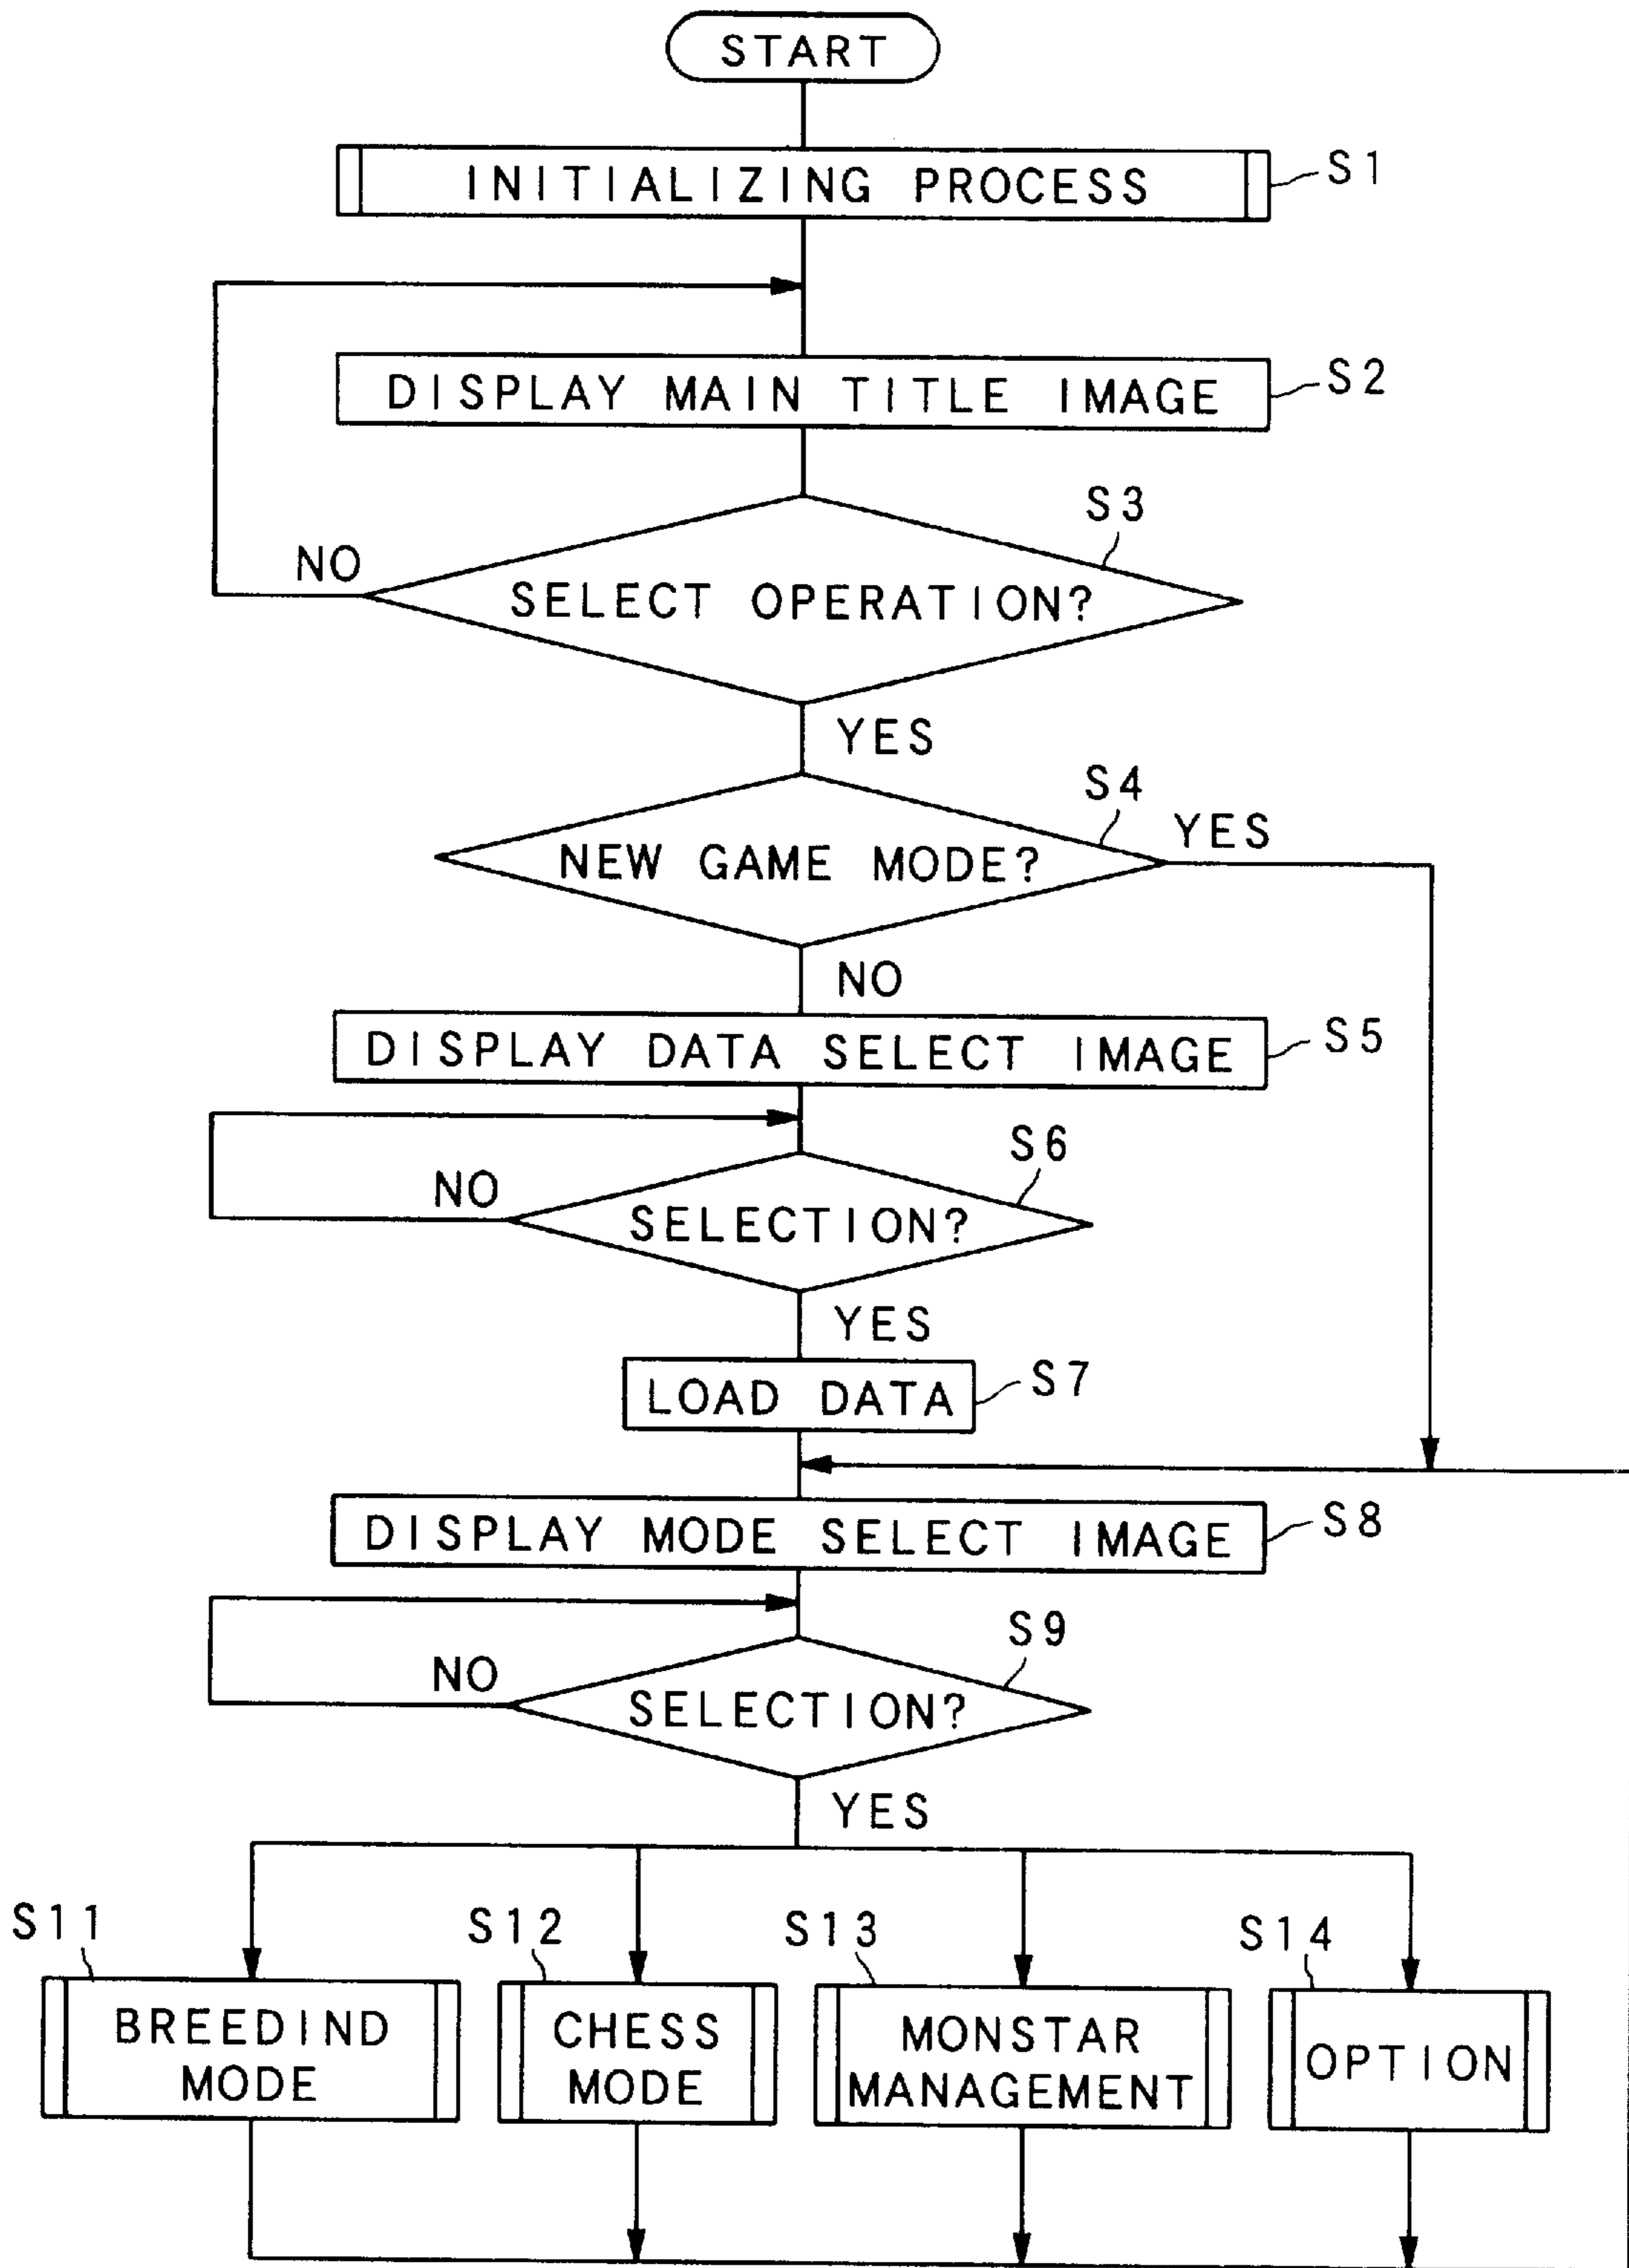 START
INITIALIZING PROCESS
S1
DISPLAY MAIN TITLE IMAGE
S2
S3
NO
SELECT OPERATION?
YES
S4
YES
NEW GAME MODE?
NO
DISPLAY DATA SELECT IMAGE
S5
S6
NO
SELECTION?
YES
LOAD DATA
S7
DISPLAY MODE SELECT IMAGE
S8
S9
NO
SELECTION?
YES
S11
BREEDIND
MODE
S12
CHESS
MODE
S13
MONSTAR
MANAGEMENT
S14
OPTION